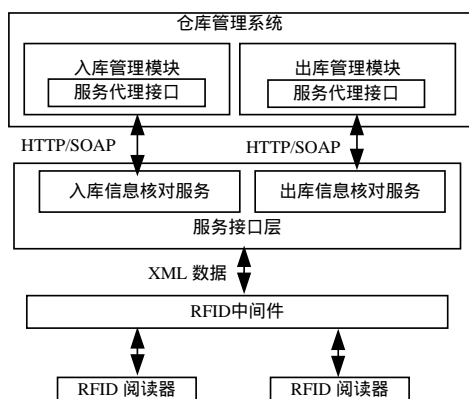 仓库管理系统
入库管理模块 出库管理模块
服务代理接口 服务代理接口
HTTP/SOAP HTTP/SOAP
入库信息核对服务 出库信息核对服务
服务接口层
XML 数据
RFID中间件
RFID 阅读器 RFID 阅读器